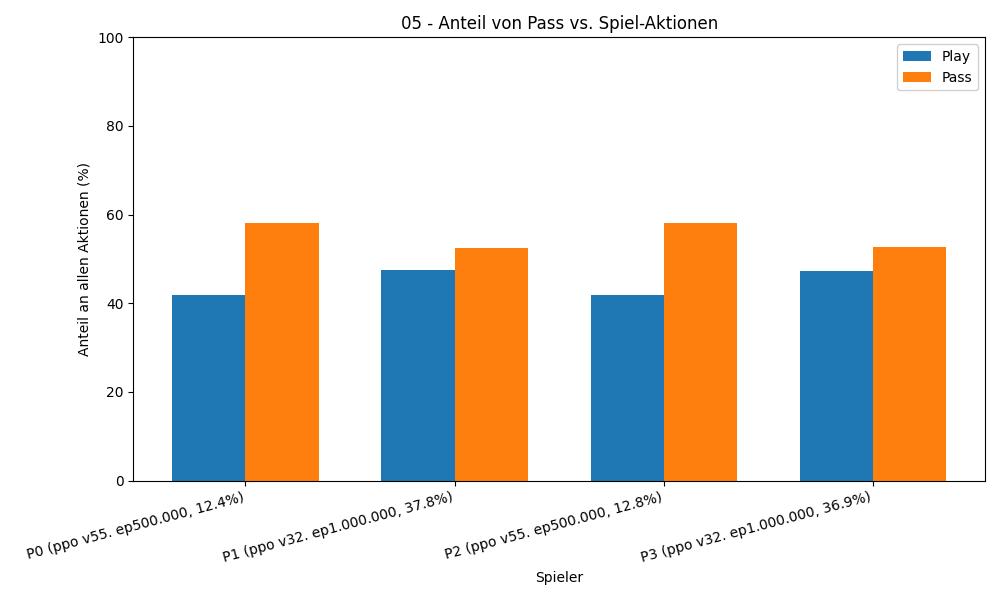 05 - Anteil von Pass vs. Spiel-Aktionen
Play
Pass
Anteil an allen Aktionen (%)
100
80
60
40
20
0
P0 (ppo v55. ep500.000, 12.4%)
P1 (ppo v32. ep1.000.000, 37.8%)
P2 (ppo v55. ep500.000, 12.8%)
P3 (ppo v32. ep1.000.000, 36.9%)
Spieler